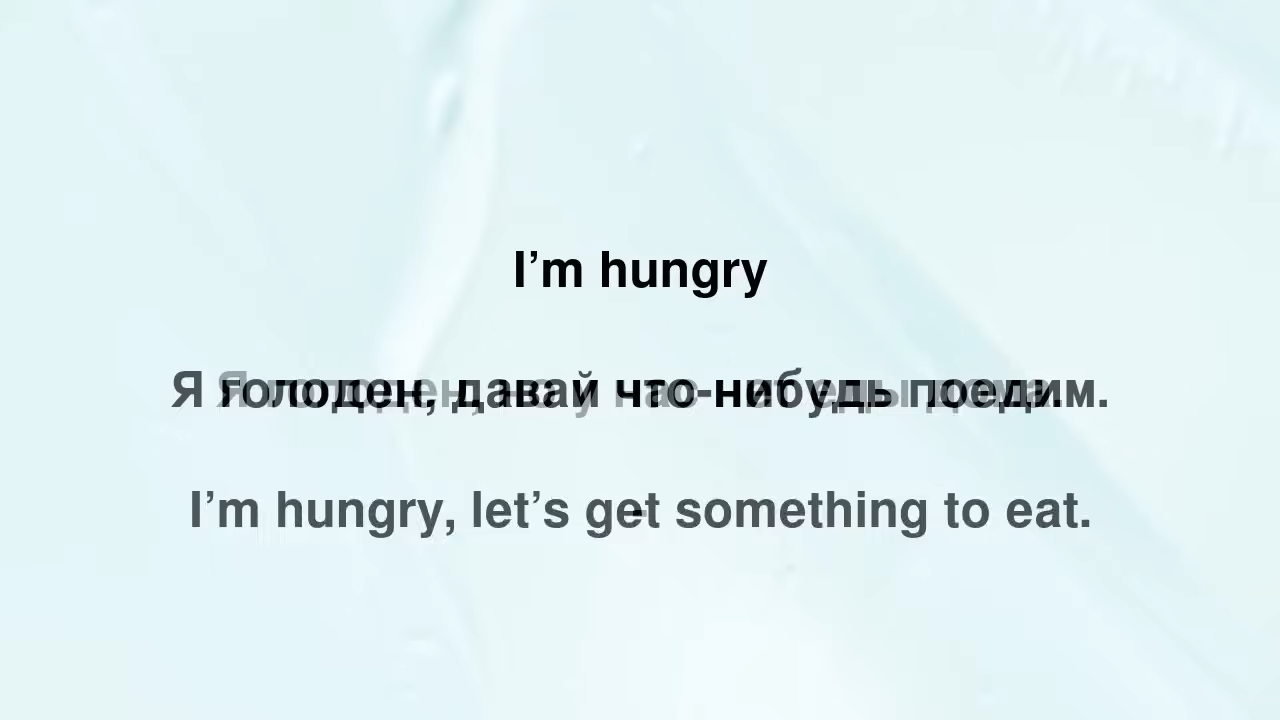 I’m hungry
Я голоден, давай что-нибудь поедим.
I’m hungry, let’s get something to eat.